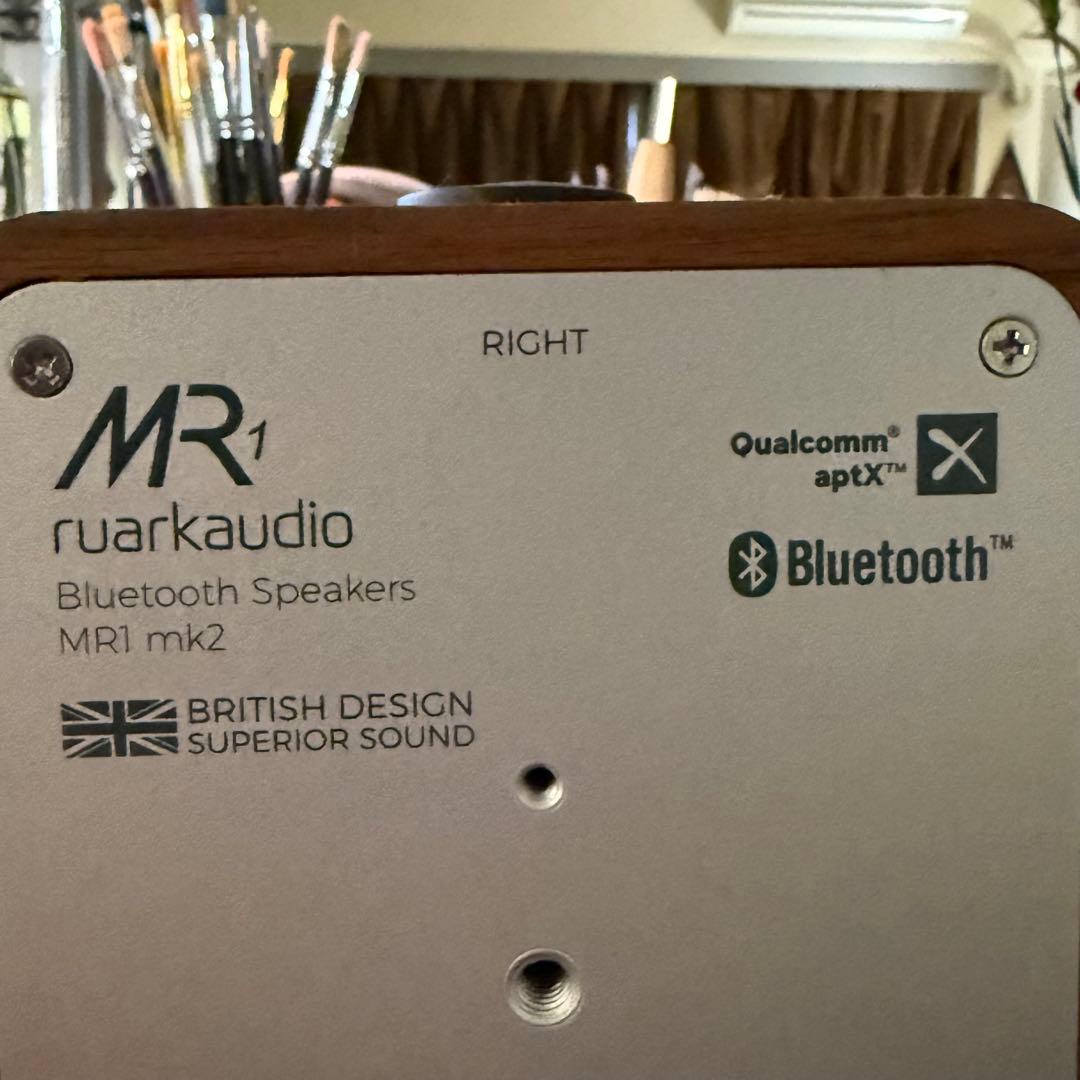 RIGHT
MR1
ruarkaudio
Bluetooth Speakers
MR1 mk2
BRITISH DESIGN
SUPERIOR SOUND
Qualcomm®
aptX™
Bluetooth™